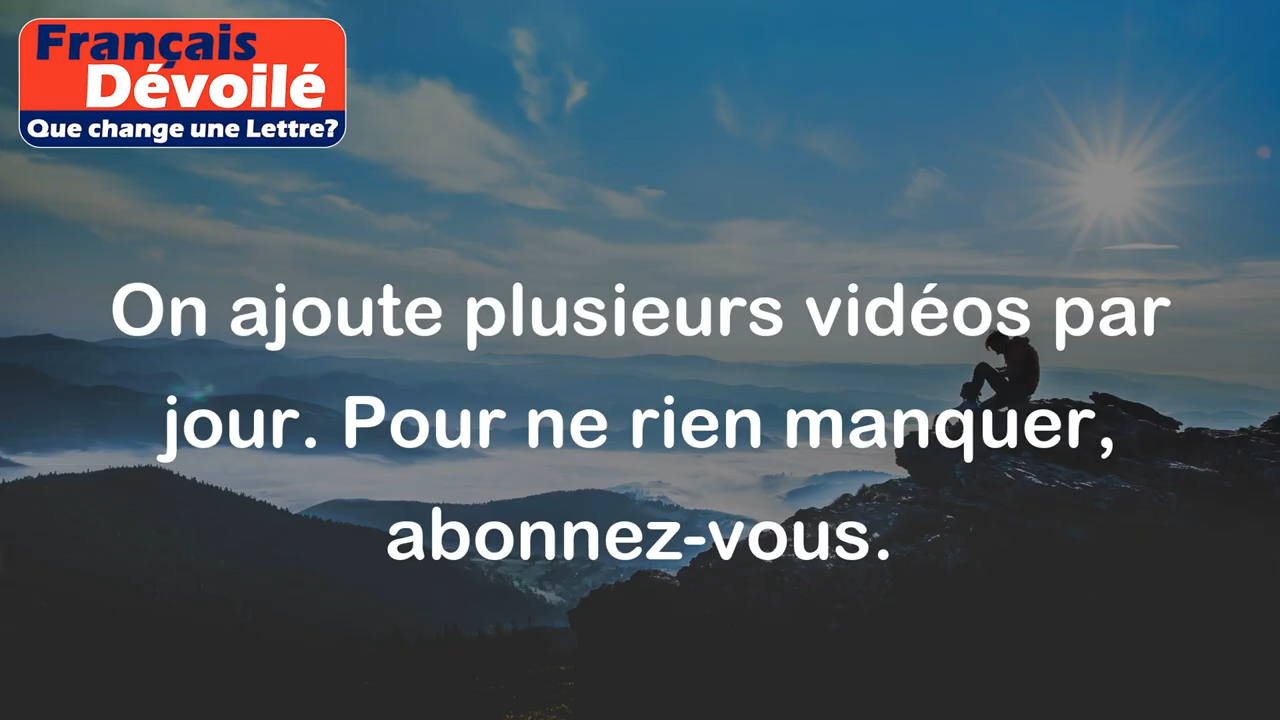 Français
Dévoilé
Que change une Lettre?
On ajoute plusieurs vidéos par
jour. Pour ne rien manquer,
abonnez-vous.